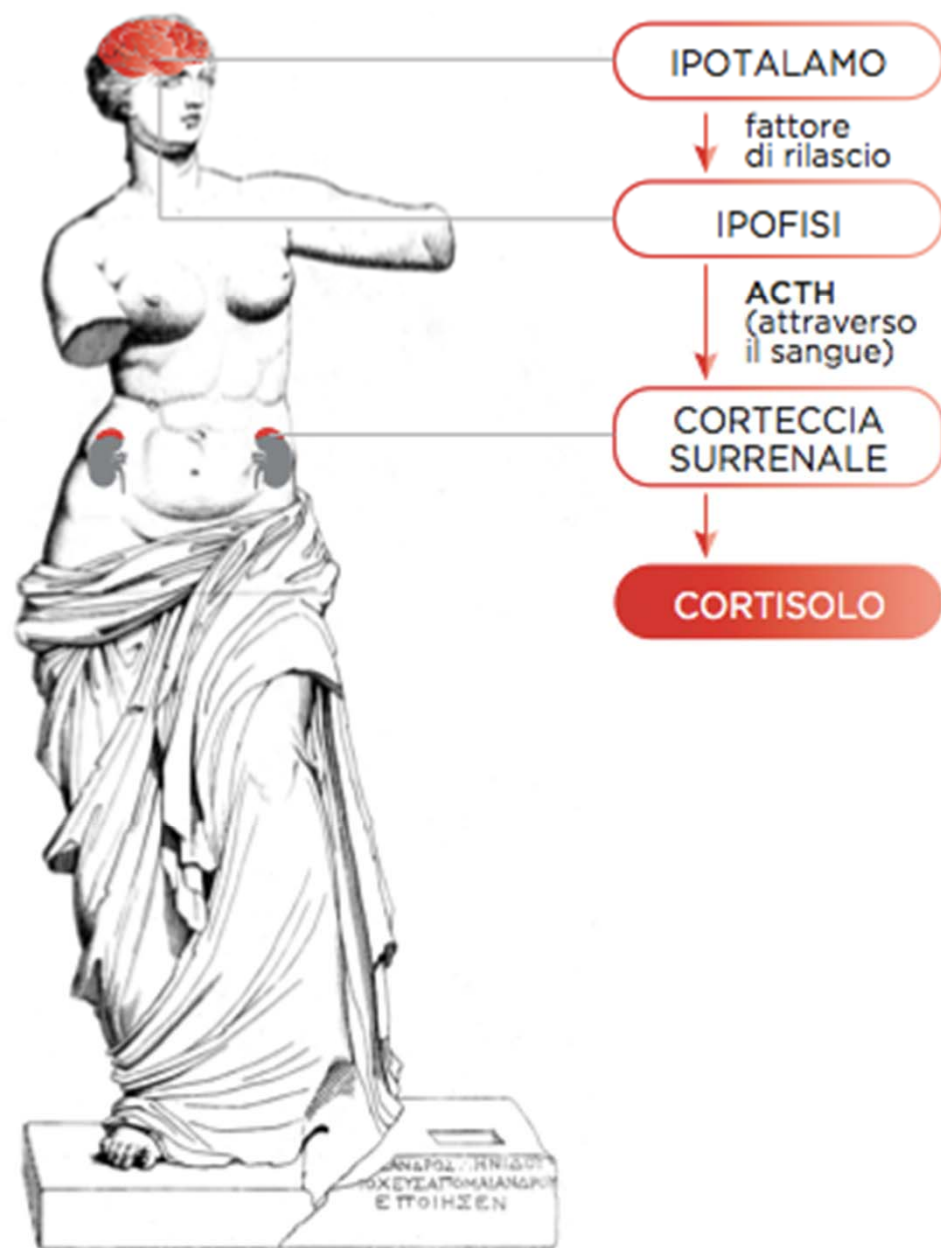 IPOTALAMO
fattore
di rilascio
IPOFISI
ACTH
(attraverso
il sangue)
CORTECCIA
SURRENALE
CORTISOLO
ΕΠΟΙΗΣΕΝ